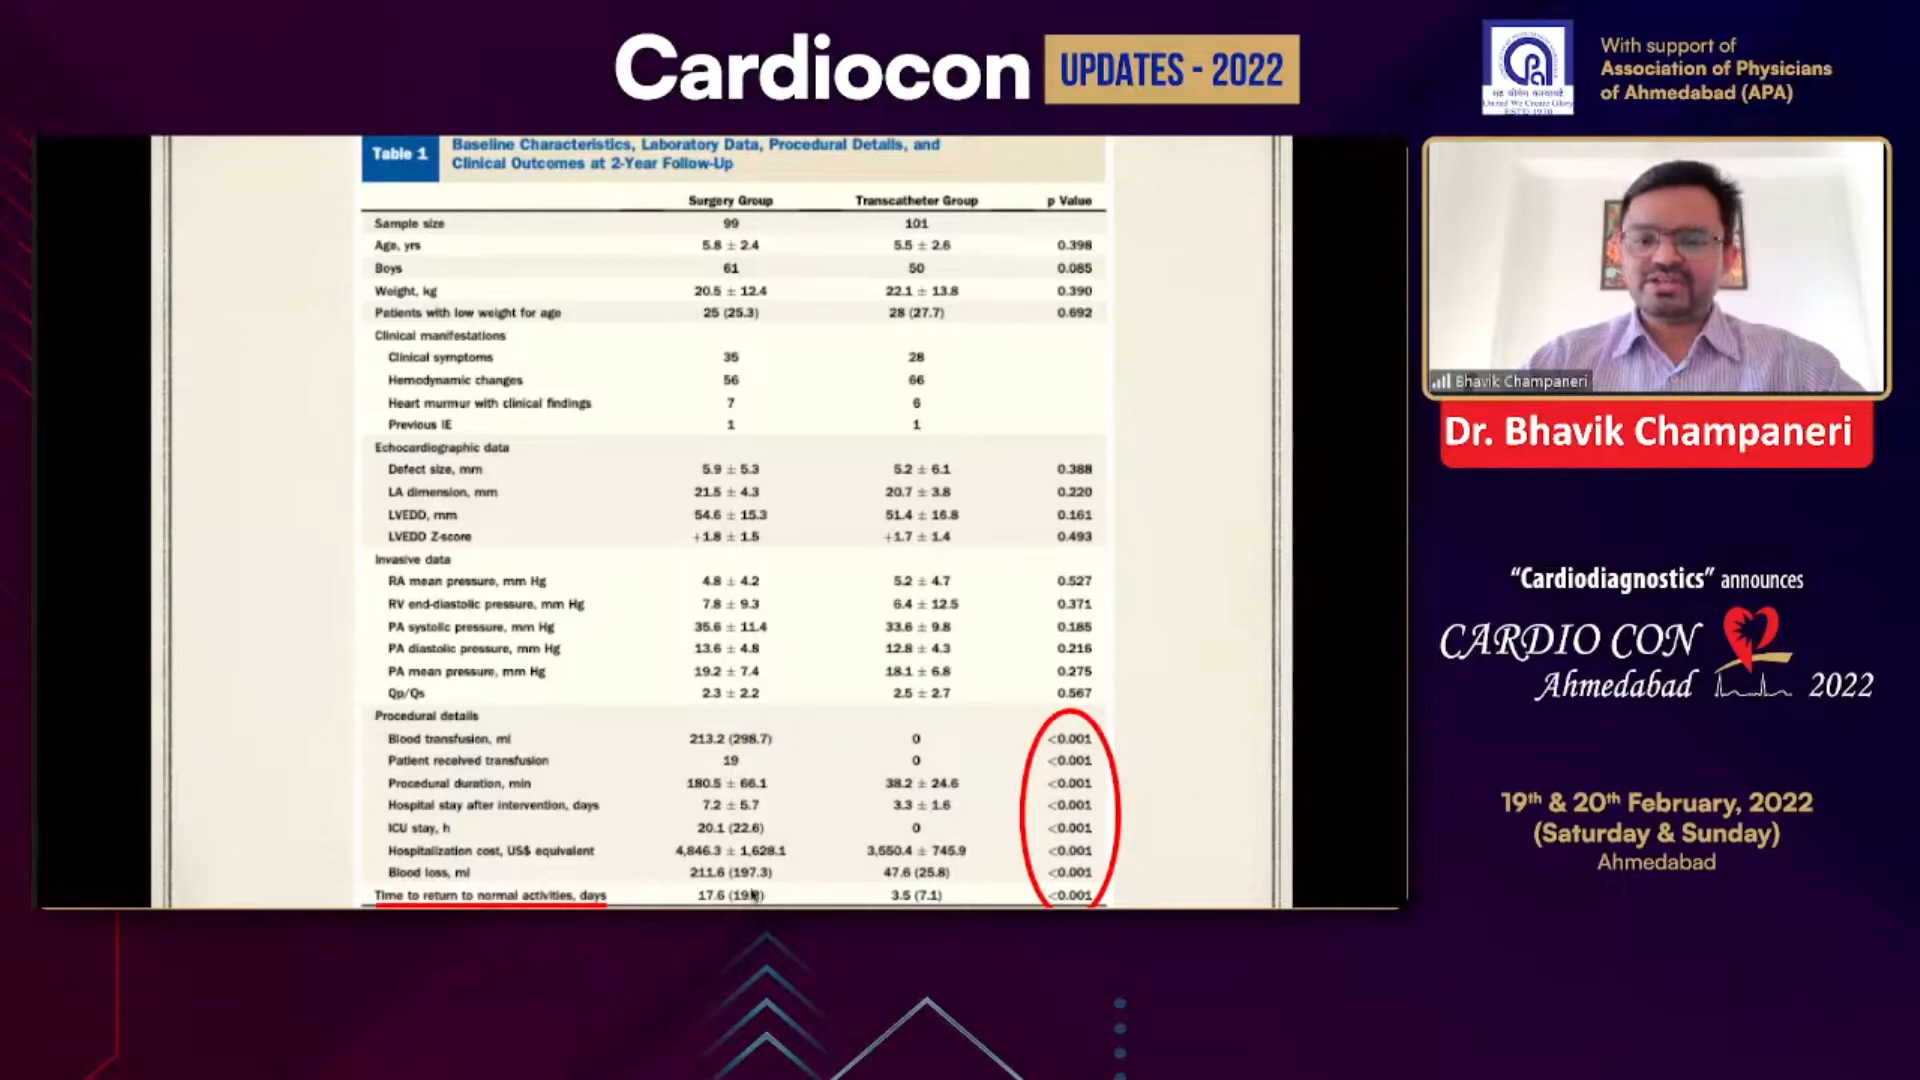 Cardiocon UPDATES - 2022
United We Create Glory
ESTD 1930
With support of
Association of Physicians
of Ahmedabad (APA)
Table 1 Baseline Characteristics, Laboratory Data, Procedural Details, and
Clinical Outcomes at 2-Year Follow-Up
Surgery Group Transcatheter Group p Value
Sample size 99 101
Age, yrs 5.8 ± 2.4 5.5 ± 2.6 0.398
Boys 61 50 0.085
Weight, kg 20.5 ± 12.4 22.1 ± 13.8 0.390
Patients with low weight for age 25 (25.3) 28 (27.7) 0.692
Clinical manifestations
Clinical symptoms 35 28
Hemodynamic changes 56 66
Heart murmur with clinical findings 7 6
Previous IE 1 1
Echocardiographic data
Defect size, mm 5.9 ± 5.3 5.2 ± 6.1 0.388
LA dimension, mm 21.5 ± 4.3 20.7 ± 3.8 0.220
LVEDD, mm 54.6 ± 15.3 51.4 ± 16.8 0.161
LVEDD Z-score +1.8 ± 1.5 +1.7 ± 1.4 0.493
Invasive data
RA mean pressure, mm Hg 4.8 ± 4.2 5.2 ± 4.7 0.527
RV end-diastolic pressure, mm Hg 7.8 ± 9.3 6.4 ± 12.5 0.371
PA systolic pressure, mm Hg 35.6 ± 11.4 33.6 ± 9.8 0.185
PA diastolic pressure, mm Hg 13.6 ± 4.8 12.8 ± 4.3 0.216
PA mean pressure, mm Hg 19.2 ± 7.4 18.1 ± 6.8 0.275
Qp/Qs 2.3 ± 2.2 2.5 ± 2.7 0.567
Procedural details
Blood transfusion, ml 213.2 (298.7) 0 <0.001
Patient received transfusion 19 0 <0.001
Procedural duration, min 180.5 ± 66.1 38.2 ± 24.6 <0.001
Hospital stay after intervention, days 7.2 ± 5.7 3.3 ± 1.6 <0.001
ICU stay, h 20.1 (22.6) 0 <0.001
Hospitalization cost, US$ equivalent 4,846.3 ± 1,628.1 3,550.4 ± 745.9 <0.001
Blood loss, ml 211.6 (197.3) 47.6 (25.8) <0.001
Time to return to normal activities, days 17.6 3.5 (7.1) <0.001
Bhavik Champaneri
Dr. Bhavik Champaneri
“Cardiodiagnostics” announces
CARDIO CON
Ahmedabad 2022
19th & 20th February, 2022
(Saturday & Sunday)
Ahmedabad